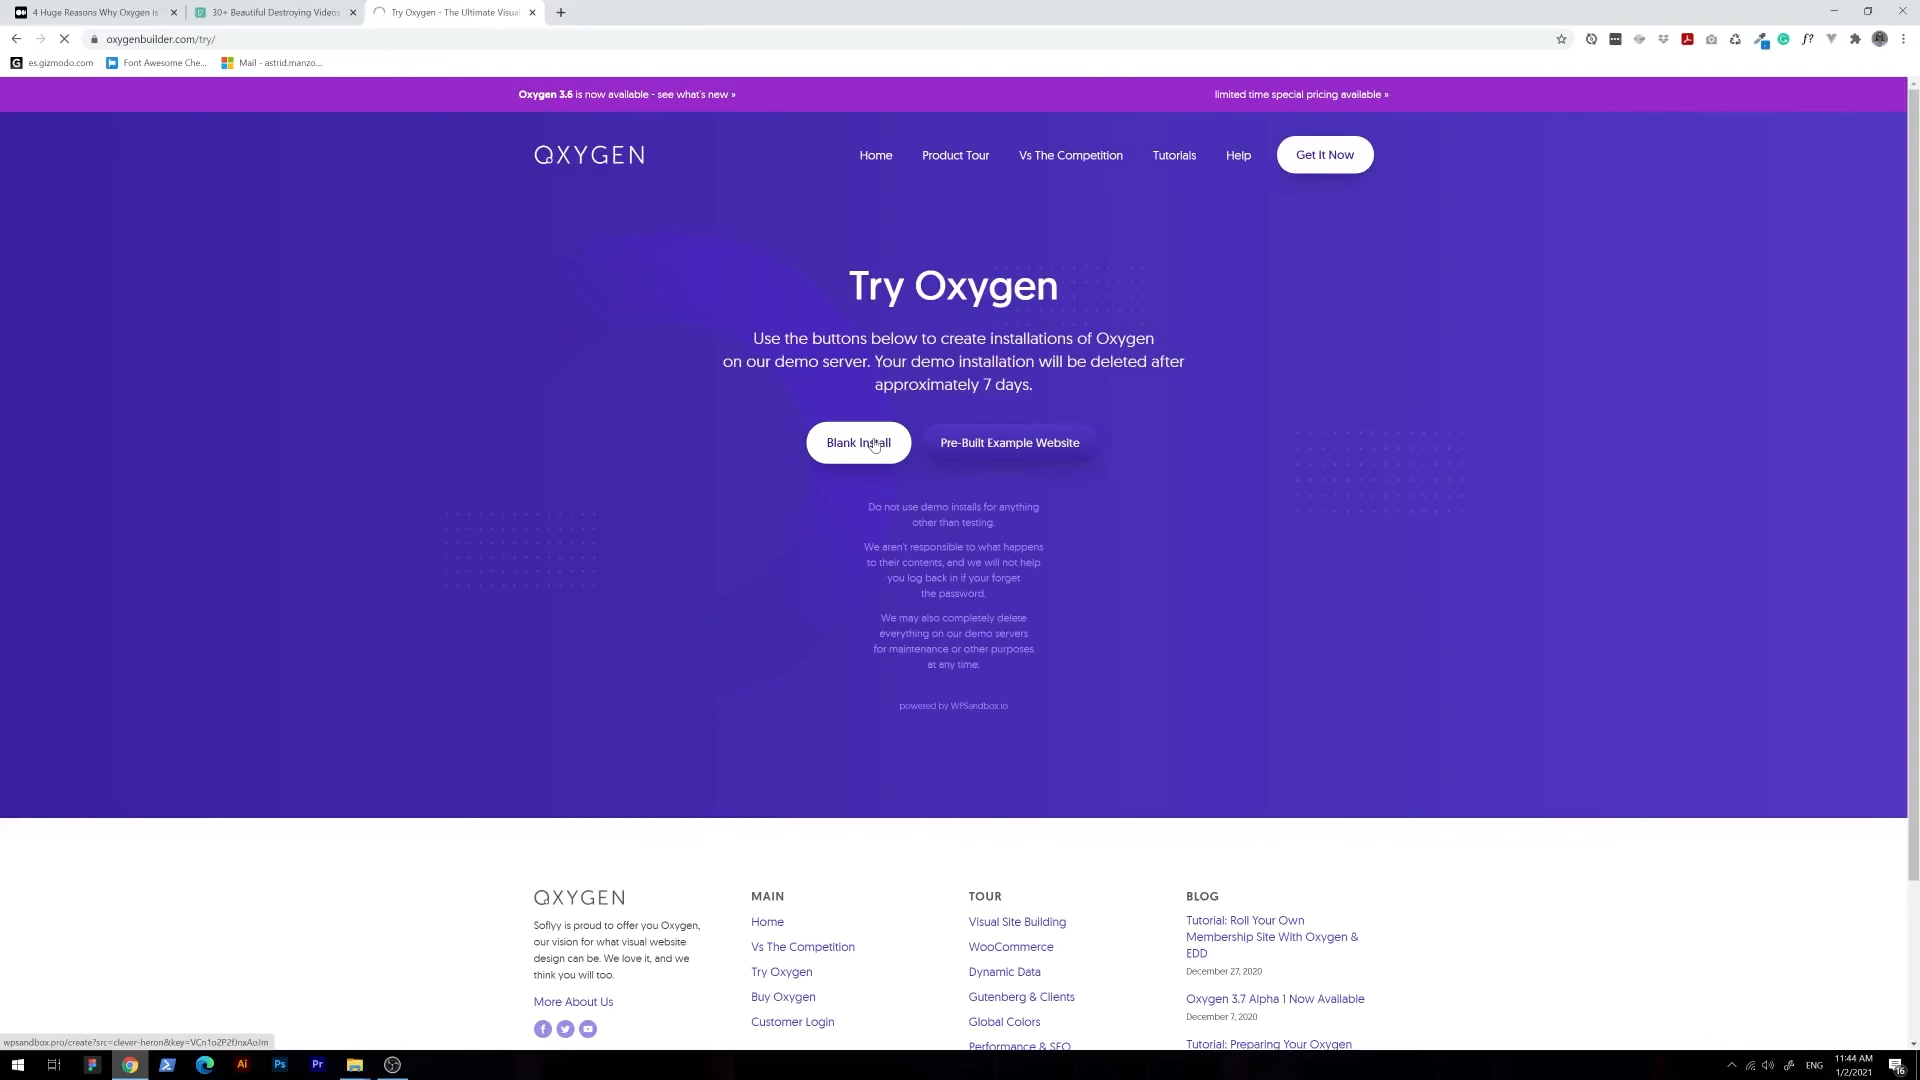 4 Huge Reasons Why Oxygen is
30+ Beautiful Destroying Videos
Try Oxygen - The Ultimate Visual
oxygenbuilder.com/try/
es.gizmodo.com
Font Awesome Che...
Mail - astrid.manzo...
Oxygen 3.6 is now available - see what's new »
limited time special pricing available »
OXYGEN
Home
Product Tour
Vs The Competition
Tutorials
Help
Get It Now
Try Oxygen
Use the buttons below to create installations of Oxygen
on our demo server. Your demo installation will be deleted after
approximately 7 days.
Blank Install
Pre-Built Example Website
Do not use demo installs for anything
other than testing.
We aren't responsible to what happens
to their contents, and we will not help
you log back in if your forget
the password.
We may also completely delete
everything on our demo servers
for maintenance or other purposes
at any time.
powered by WPSandbox.io
OXYGEN
Soflyy is proud to offer you Oxygen,
our vision for what visual website
design can be. We love it, and we
think you will too.
More About Us
MAIN
Home
Vs The Competition
Try Oxygen
Buy Oxygen
Customer Login
TOUR
Visual Site Building
WooCommerce
Dynamic Data
Gutenberg & Clients
Global Colors
Performance & SEO
BLOG
Tutorial: Roll Your Own
Membership Site With Oxygen &
EDD
December 27, 2020
Oxygen 3.7 Alpha 1 Now Available
December 7, 2020
Tutorial: Preparing Your Oxygen
wpsandbox.pro/create?src=clever-heron&key=VCn1o2P2fJnxAoJm
Ai
Ps
Pr
ENG
11:44 AM
1/2/2021
16